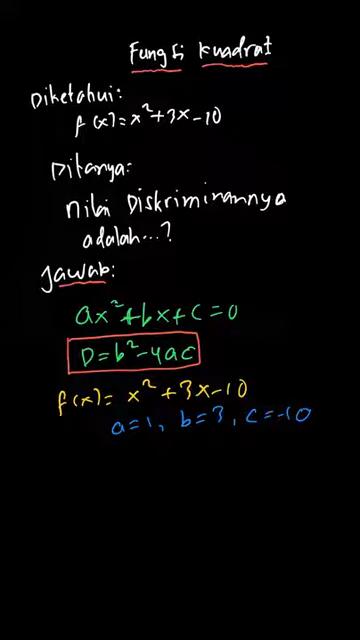 Fungsi Kuadrat
Diketahui:
f(x)=x²+3x-10
Ditanya:
Nilai Diskriminannya
adalah...?
Jawab:
ax²+bx+c=0
D=b²-4ac
f(x)= x²+3x-10
a=1, b=3, c=-10